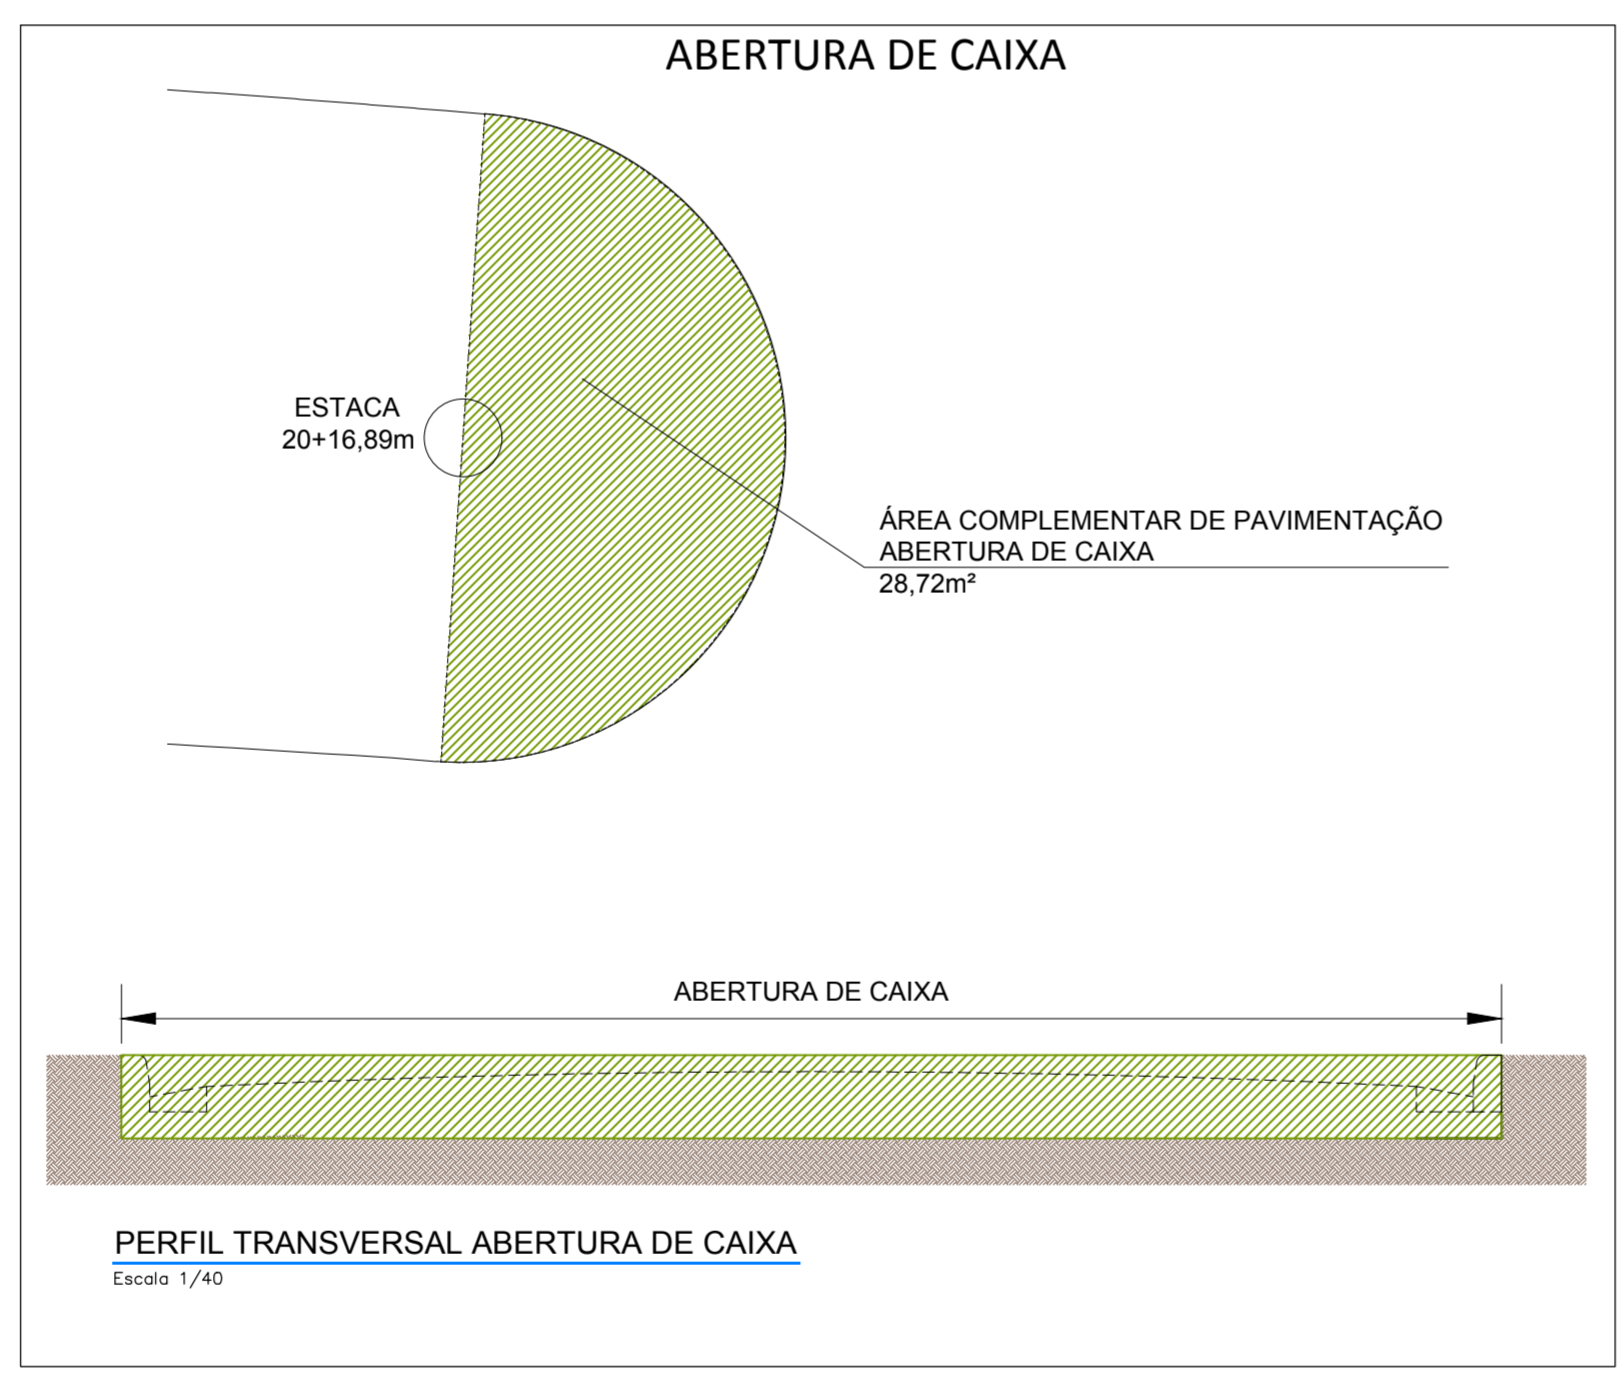 ABERTURA DE CAIXA
ESTACA
20+16,89m
ÁREA COMPLEMENTAR DE PAVIMENTAÇÃO
ABERTURA DE CAIXA
28,72m²
ABERTURA DE CAIXA
PERFIL TRANSVERSAL ABERTURA DE CAIXA
Escala 1/40